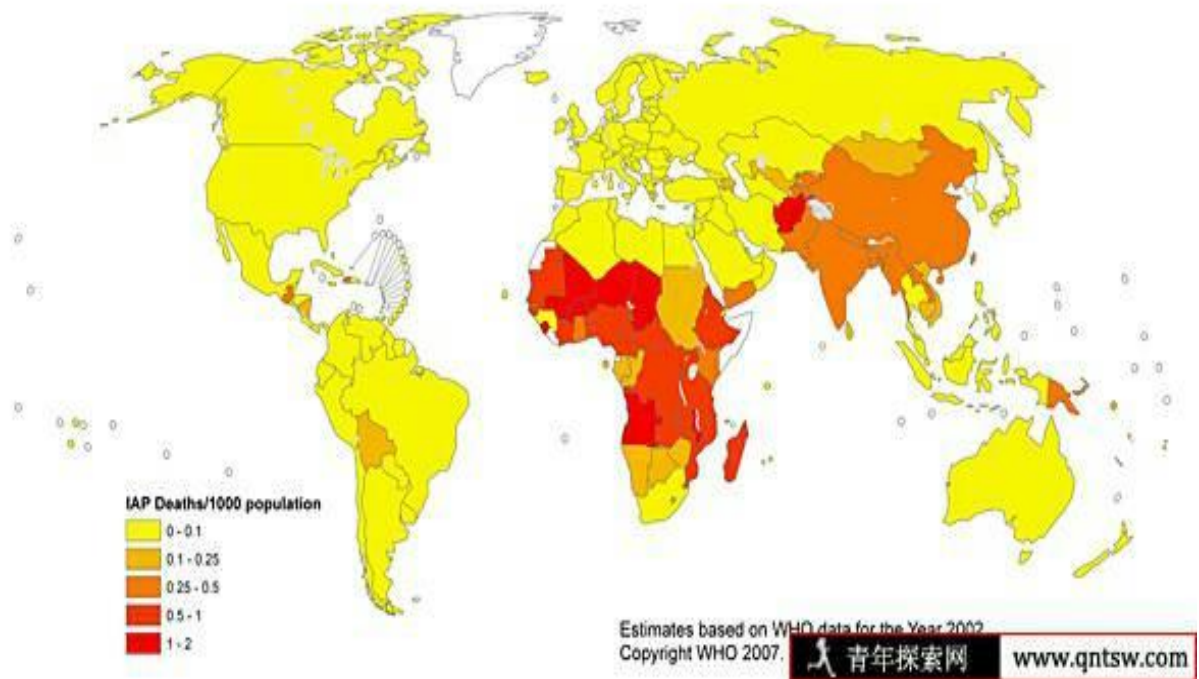 IAP Deaths/1000 population
0 - 0.1
0.1 - 0.25
0.25 - 0.5
0.5 - 1
1 - 2
Estimates based on WHO data for the Year 2002
Copyright WHO 2007.
青年探索网
www.qntsw.com